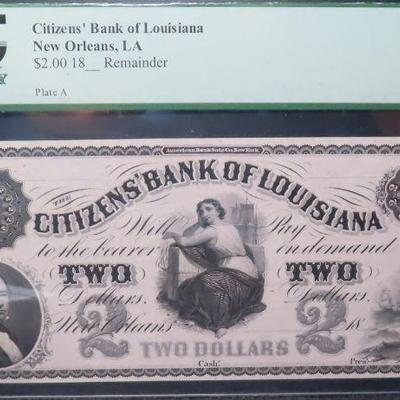 Citizens' Bank of Louisiana
New Orleans, LA
$2.00 18__ Remainder
Plate A
American Bank Note Co. New York
THE
CITIZENS' BANK OF LOUISIANA
Will Pay
to the bearer on demand
TWO TWO
Dollars, Dollars,
New Orleans 18
2 2
TWO DOLLARS
Cash: Pres: